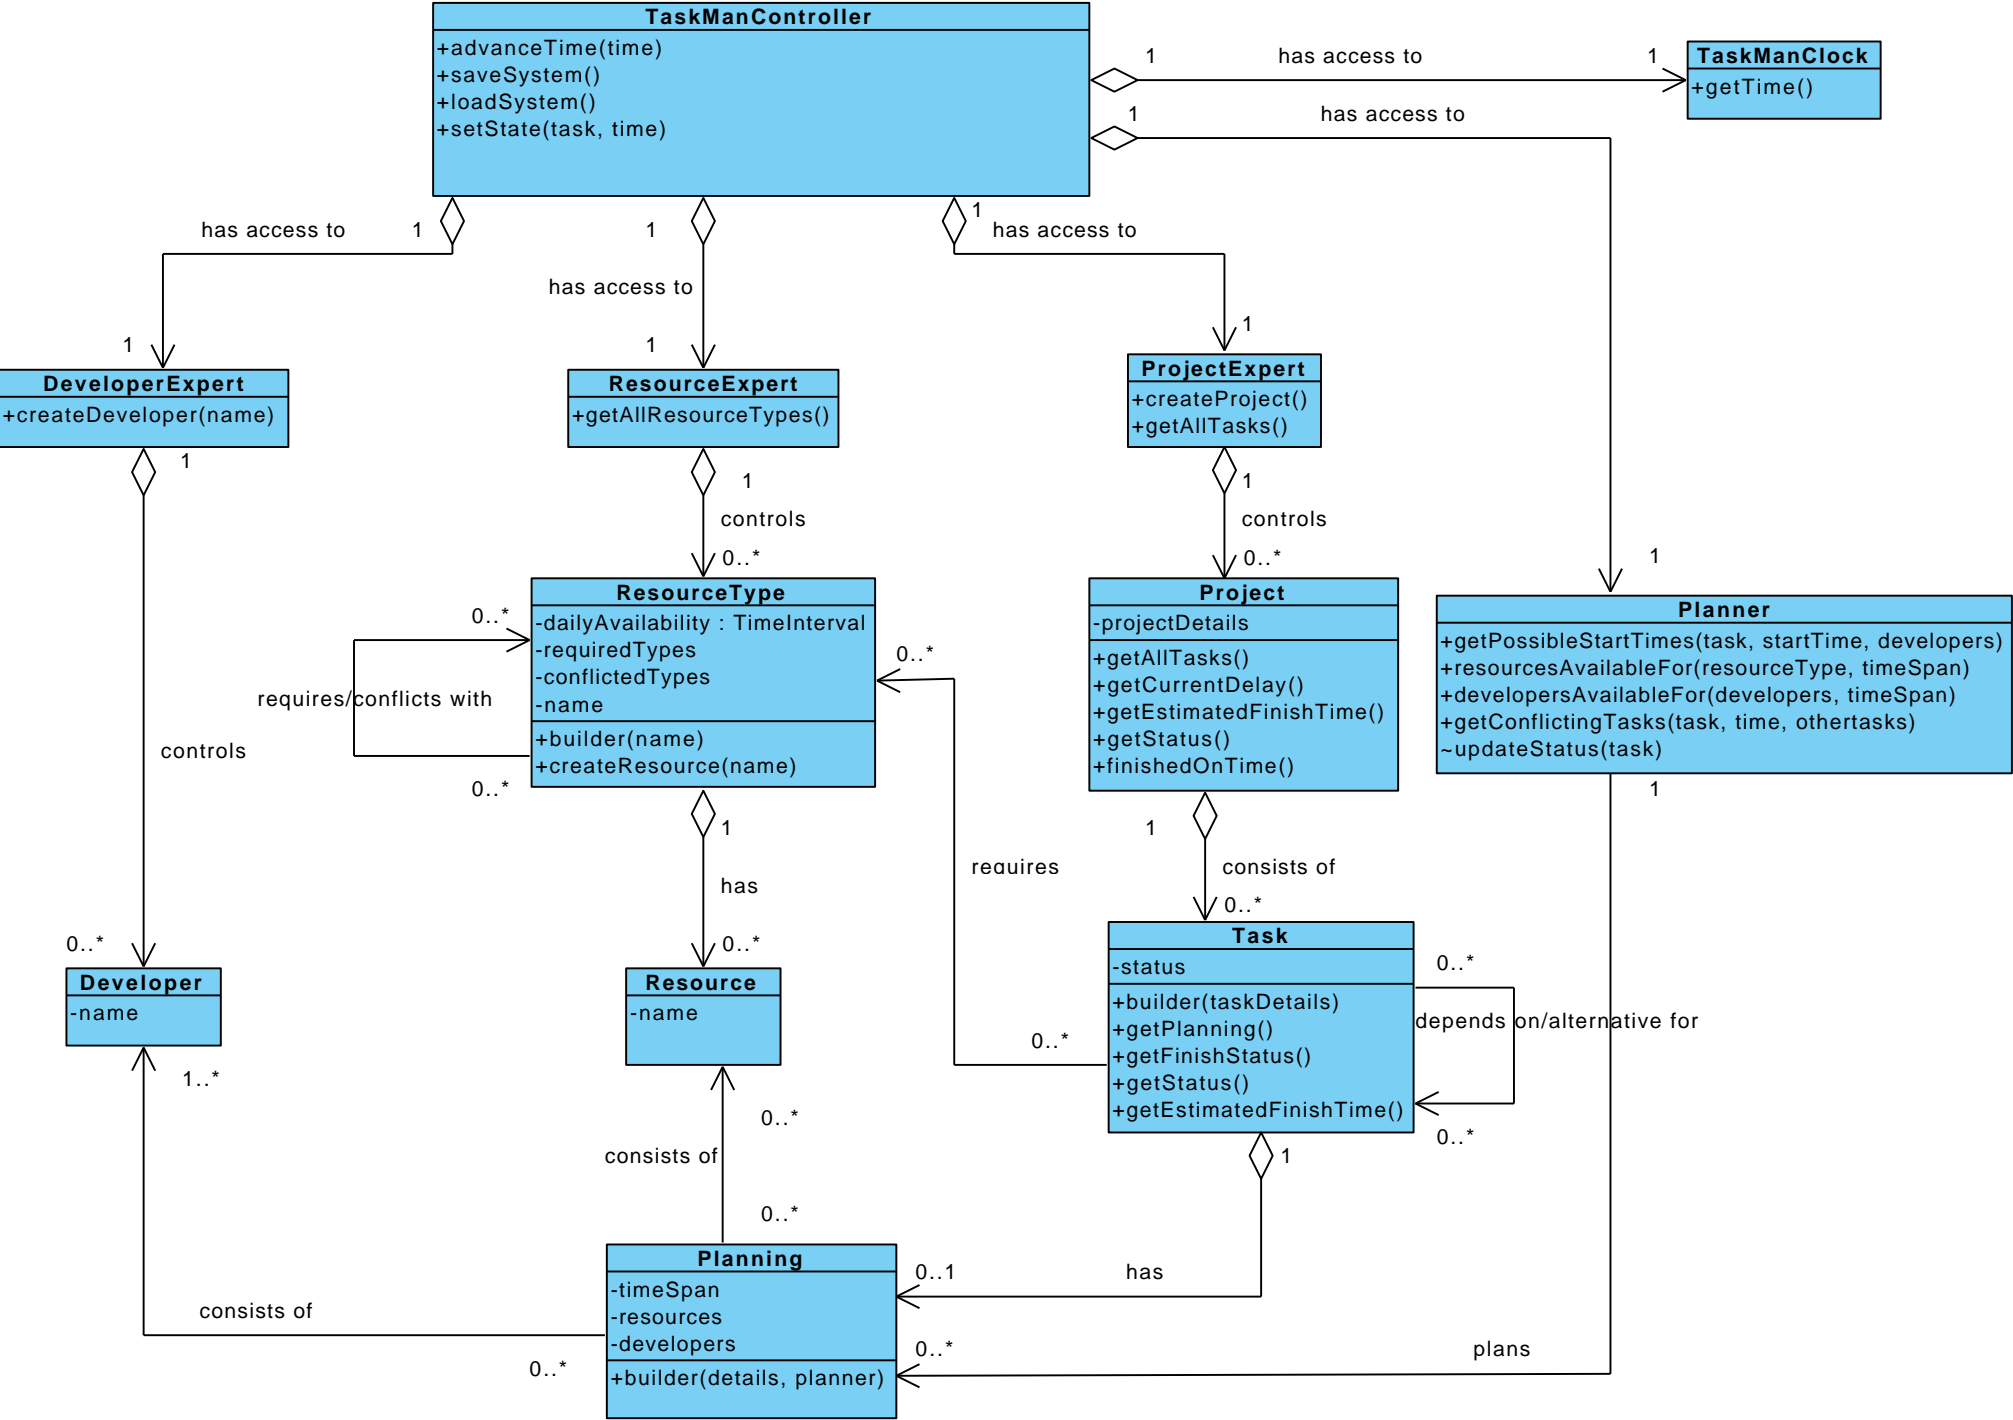 TaskManController
+advanceTime(time)
+saveSystem()
+loadSystem()
+setState(task, time)
1
has access to
1
TaskManClock
+getTime()
1
has access to
has access to
1
1
1
has access to
has access to
1
1
1
1
DeveloperExpert
+createDeveloper(name)
ResourceExpert
+getAllResourceTypes()
ProjectExpert
+createProject()
+getAllTasks()
1
1
1
controls
controls
0..*
0..*
ResourceType
-dailyAvailability : TimeInterval
-requiredTypes
-conflictedTypes
-name
+builder(name)
+createResource(name)
0..*
requires/conflicts with
0..*
0..*
Project
-projectDetails
+getAllTasks()
+getCurrentDelay()
+getEstimatedFinishTime()
+getStatus()
+finishedOnTime()
Planner
+getPossibleStartTimes(task, startTime, developers)
+resourcesAvailableFor(resourceType, timeSpan)
+developersAvailableFor(developers, timeSpan)
+getConflictingTasks(task, time, othertasks)
~updateStatus(task)
controls
1
1
1
requires
consists of
has
0..*
0..*
0..*
Developer
-name
Resource
-name
Task
-status
+builder(taskDetails)
+getPlanning()
+getFinishStatus()
+getStatus()
+getEstimatedFinishTime()
0..*
depends on/alternative for
0..*
0..*
1..*
0..*
consists of
1
0..*
Planning
-timeSpan
-resources
-developers
+builder(details, planner)
0..1
has
consists of
0..*
0..*
plans